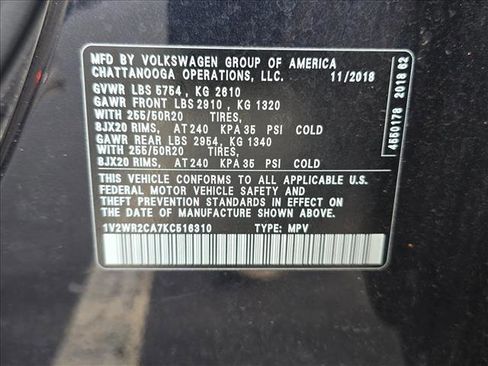 MFD BY VOLKSWAGEN GROUP OF AMERICA
CHATTANOOGA OPERATIONS, LLC. 11/2018
GVWR LBS 5754, KG 2610
GAWR FRONT LBS 2910, KG 1320
WITH 255/50R20 TIRES,
8JX20 RIMS, AT 240 KPA 35 PSI COLD
GAWR REAR LBS 2954, KG 1340
WITH 255/50R20 TIRES,
8JX20 RIMS, AT 240 KPA 35 PSI COLD
THIS VEHICLE CONFORMS TO ALL APPLICABLE U.S.
FEDERAL MOTOR VEHICLE SAFETY AND
THEFT PREVENTION STANDARDS IN EFFECT ON
THE DATE OF MANUFACTURE SHOWN ABOVE
1V2WR2CA7KC516310 TYPE: MPV
4550178 2018 62